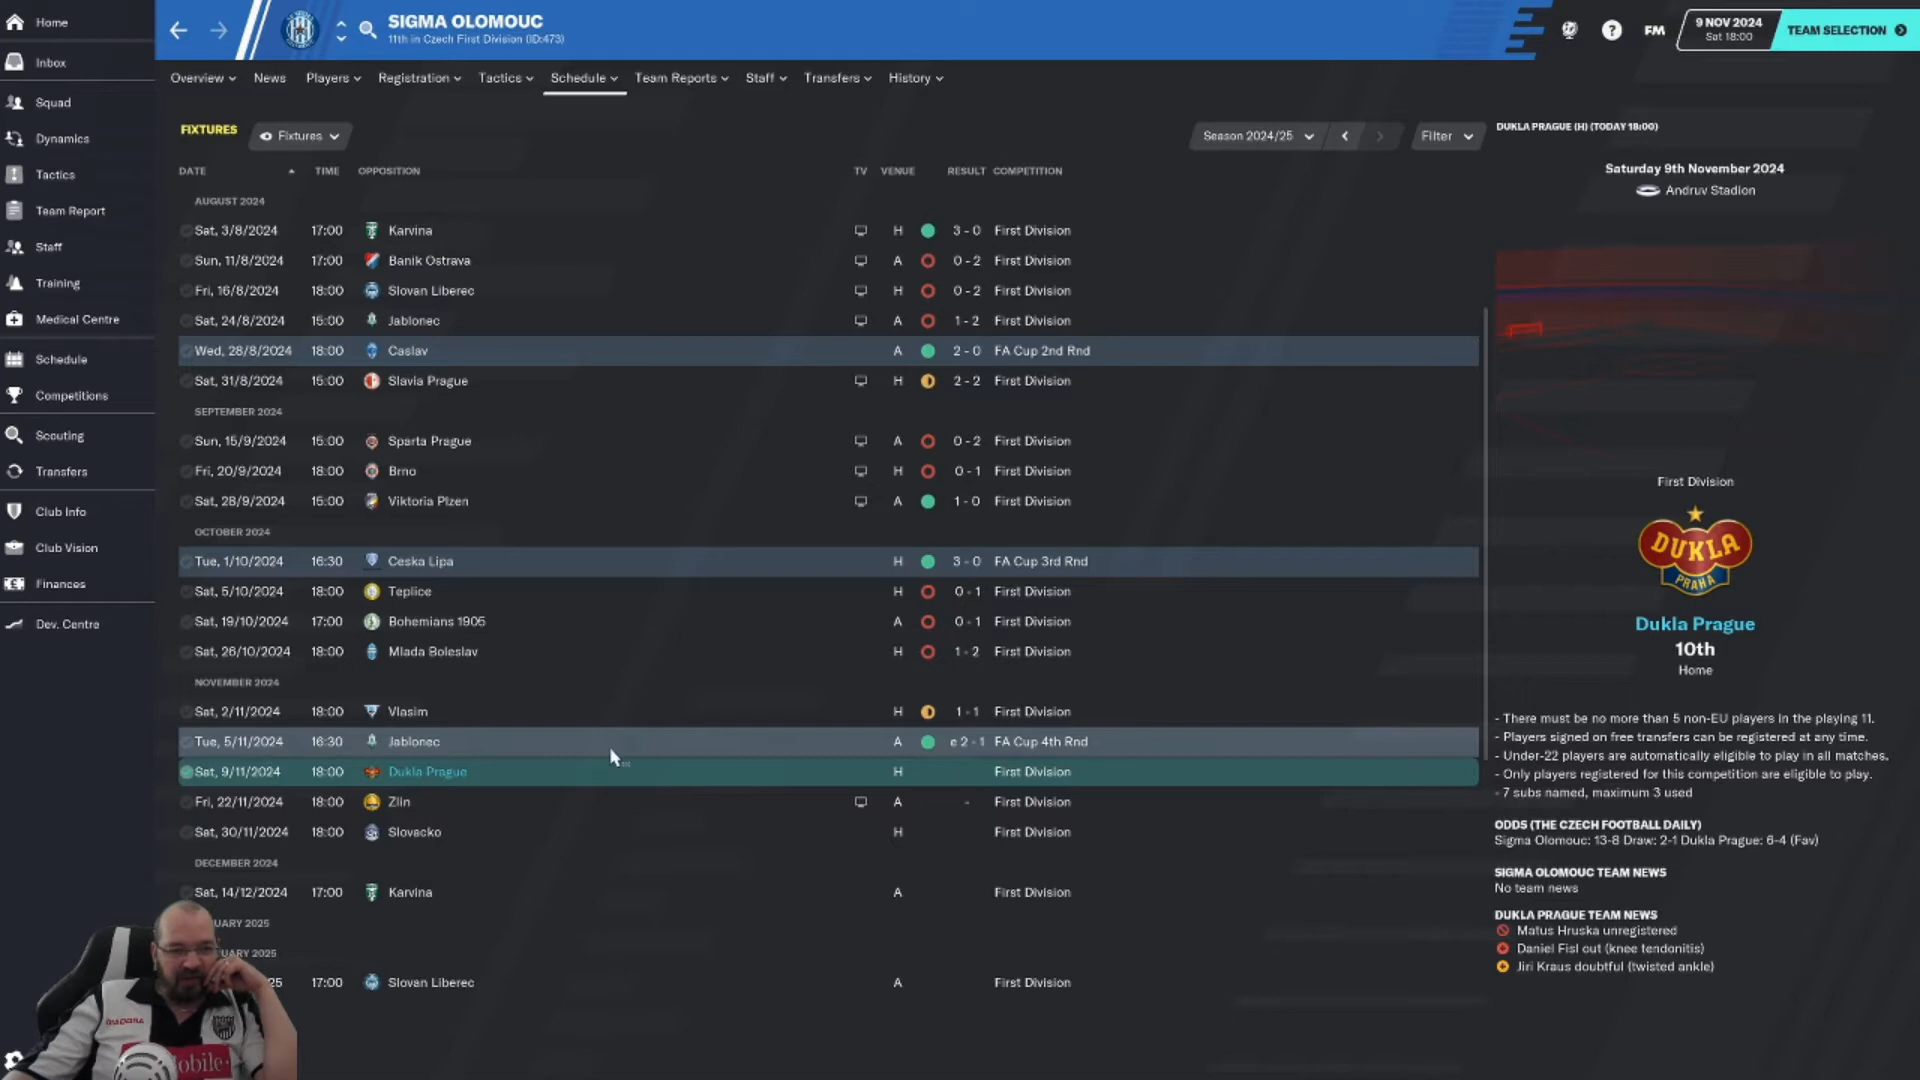 Home
SIGMA OLOMOUC
11th in Czech First Division (ID:473)
FM
9 NOV 2024
Sat 18:00
TEAM SELECTION
Inbox
Squad
Dynamics
Tactics
Team Report
Staff
Training
Medical Centre
Schedule
Competitions
Scouting
Transfers
Club Info
Club Vision
Finances
Dev. Centre
Overview News Players Registration Tactics Schedule Team Reports Staff Transfers History
FIXTURES Fixtures Season 2024/25 Filter
DATE TIME OPPOSITION TV VENUE RESULT COMPETITION
AUGUST 2024
Sat, 3/8/2024 17:00 Karvina H 3 - 0 First Division
Sun, 11/8/2024 17:00 Banik Ostrava A 0 - 2 First Division
Fri, 16/8/2024 18:00 Slovan Liberec H 0 - 2 First Division
Sat, 24/8/2024 15:00 Jablonec A 1 - 2 First Division
Wed, 28/8/2024 18:00 Caslav A 2 - 0 FA Cup 2nd Rnd
Sat, 31/8/2024 15:00 Slavia Prague H 2 - 2 First Division
SEPTEMBER 2024
Sun, 15/9/2024 15:00 Sparta Prague A 0 - 2 First Division
Fri, 20/9/2024 18:00 Brno H 0 - 1 First Division
Sat, 28/9/2024 15:00 Viktoria Plzen A 1 - 0 First Division
OCTOBER 2024
Tue, 1/10/2024 16:30 Ceska Lipa H 3 - 0 FA Cup 3rd Rnd
Sat, 5/10/2024 18:00 Teplice H 0 - 1 First Division
Sat, 19/10/2024 17:00 Bohemians 1905 A 0 - 1 First Division
Sat, 26/10/2024 18:00 Mlada Boleslav H 1 - 2 First Division
NOVEMBER 2024
Sat, 2/11/2024 18:00 Vlasim H 1 - 1 First Division
Tue, 5/11/2024 16:30 Jablonec A e 2 - 1 FA Cup 4th Rnd
Sat, 9/11/2024 18:00 Dukla Prague H First Division
Fri, 22/11/2024 18:00 Zlin A - First Division
Sat, 30/11/2024 18:00 Slovacko H First Division
DECEMBER 2024
Sat, 14/12/2024 17:00 Karvina A First Division
UARY 2025
UARY 2025
25 17:00 Slovan Liberec A First Division
DUKLA PRAGUE (H) (TODAY 18:00)
Saturday 9th November 2024
Andruv Stadion
First Division
DUKLA
PRAHA
Dukla Prague
10th
Home
- There must be no more than 5 non-EU players in the playing 11.
- Players signed on free transfers can be registered at any time.
- Under-22 players are automatically eligible to play in all matches.
- Only players registered for this competition are eligible to play.
- 7 subs named, maximum 3 used
ODDS (THE CZECH FOOTBALL DAILY)
Sigma Olomouc: 13-8 Draw: 2-1 Dukla Prague: 6-4 (Fav)
SIGMA OLOMOUC TEAM NEWS
No team news
DUKLA PRAGUE TEAM NEWS
Matus Hruska unregistered
Daniel Fisl out (knee tendonitis)
Jiri Kraus doubtful (twisted ankle)
DIADORA
obile